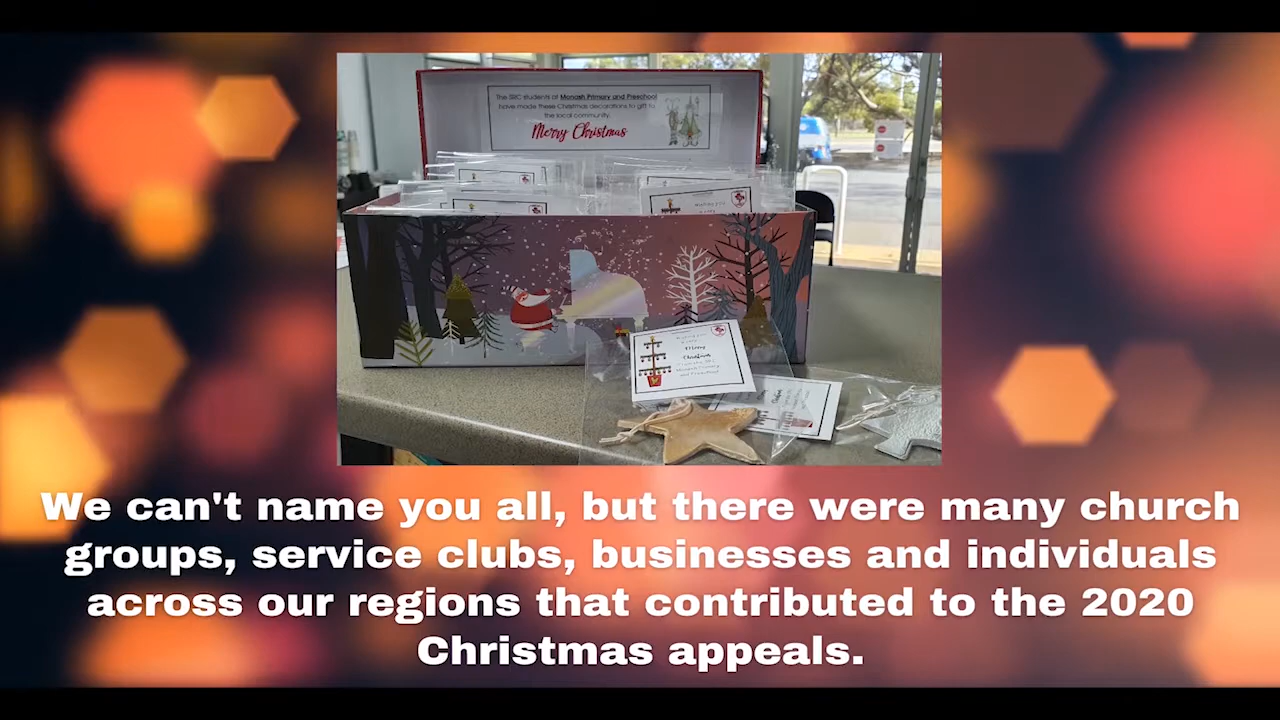 The SRC students of Monash Primary and Preschool
have made these Christmas decorations to gift to
the local community.
Merry Christmas
Merry
Christmas
We can't name you all, but there were many church
groups, service clubs, businesses and individuals
across our regions that contributed to the 2020
Christmas appeals.